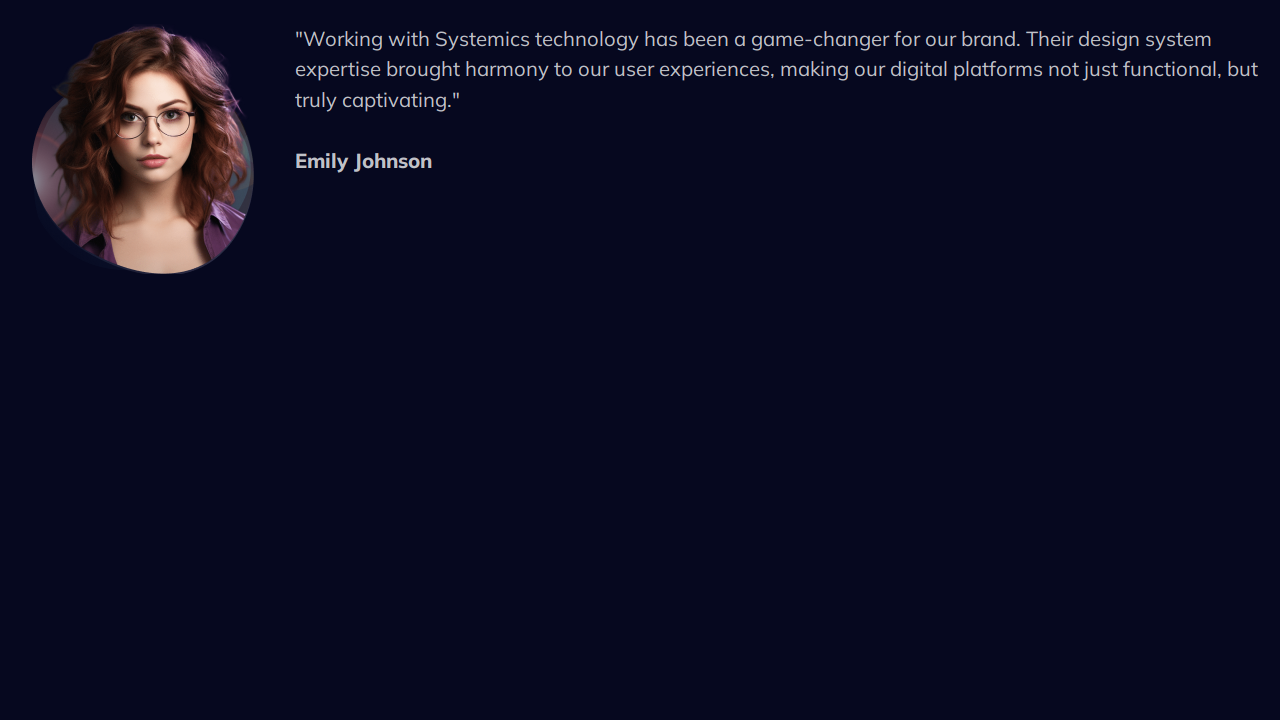 "Working with Systemics technology has been a game-changer for our brand. Their design system
expertise brought harmony to our user experiences, making our digital platforms not just functional, but
truly captivating."
Emily Johnson